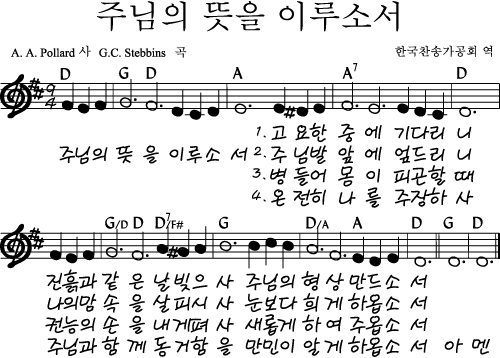 주님의 뜻을 이루소서
A. A. Pollard 사 G.C. Stebbins 곡 한국찬송가공회 역
D G D A A7 D
9/4
1. 고 요한 중 에 기다리 니
주님의 뜻 을 이루소 서 2. 주 님발 앞 에 엎드리 니
3. 병 들어 몸 이 피곤할 때
4. 온 전히 나 를 주장하 사
G/D D D7/F# G D/A A D G D
진흙과 같 은 날 빚으 사 주님의 형 상 만드소 서
나의맘 속 을 살피시 사 눈보다 희 게 하옵소 서
권능의 손 을 내게펴 사 새롭게 하 여 주옵소 서
주님과 함 께 동거함 을 만민이 알 게 하옵소 서 아 멘